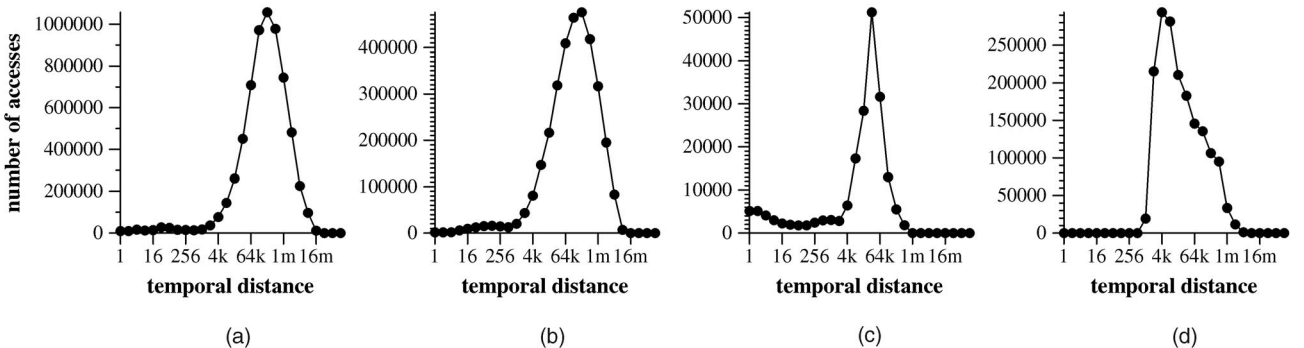 number of accesses
1000000
800000
600000
400000
200000
0
1 16 256 4k 64k 1m 16m
temporal distance
(a)
400000
300000
200000
100000
0
1 16 256 4k 64k 1m 16m
temporal distance
(b)
50000
40000
30000
20000
10000
0
1 16 256 4k 64k 1m 16m
temporal distance
(c)
250000
200000
150000
100000
50000
0
1 16 256 4k 64k 1m 16m
temporal distance
(d)